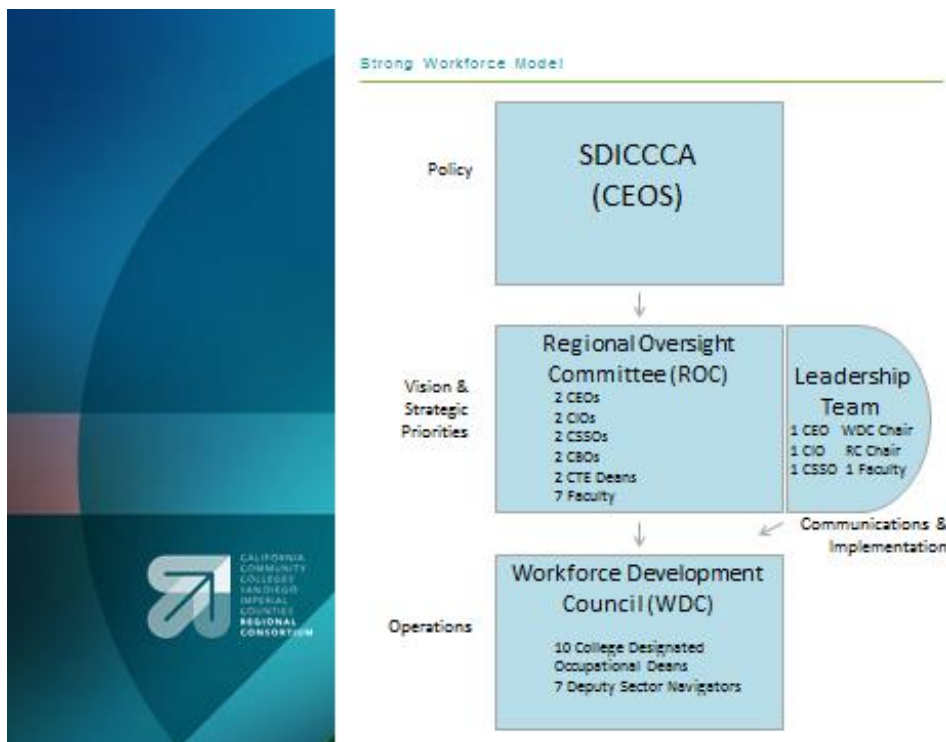 Strong Workforce Model
Policy
SDICCCA
(CEOS)
Vision &
Strategic
Priorities
Regional Oversight
Committee (ROC)
2 CEOs
2 CIOs
2 CSSOs
2 CBOs
2 CTE Deans
7 Faculty
Leadership
Team
1 CEO WDC Chair
1 CIO RC Chair
1 CSSO 1 Faculty
Communications &
Implementation
Operations
Workforce Development
Council (WDC)
10 College Designated
Occupational Deans
7 Deputy Sector Navigators
CALIFORNIA
COMMUNITY
COLLEGES
SAN DIEGO
IMPERIAL
COUNTIES
REGIONAL
CONSORTIUM